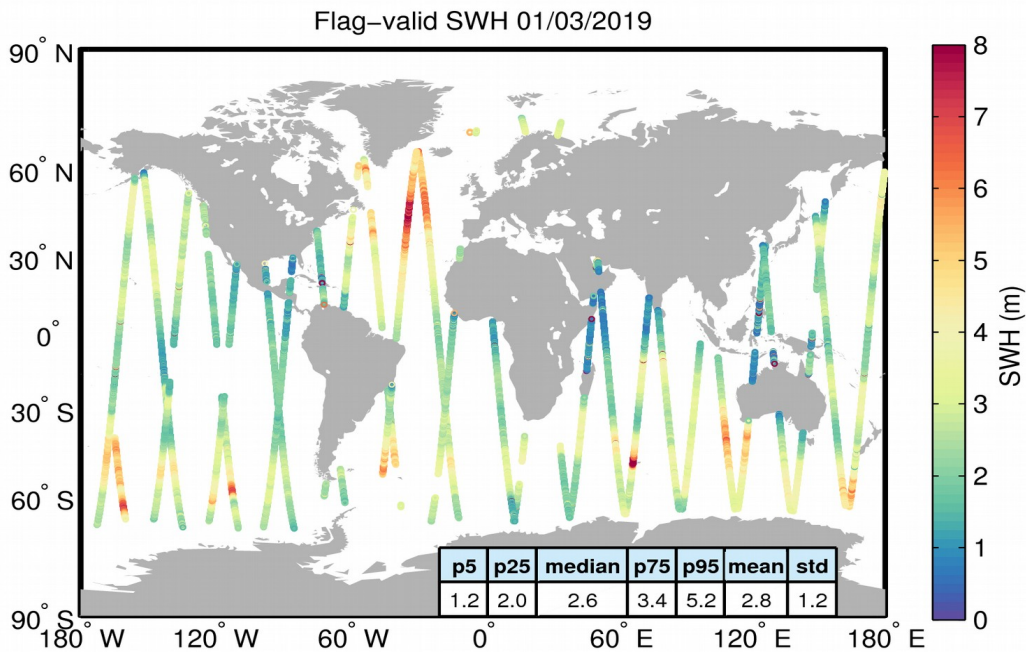 Flag−valid SWH 01/03/2019
90° N
60° N
30° N
0°
30° S
60° S
90° S
180° W 120° W 60° W 0° 60° E 120° E 180° E
p5 p25 median p75 p95 mean std
1.2 2.0 2.6 3.4 5.2 2.8 1.2
8
7
6
5
4
3
2
1
0
SWH (m)